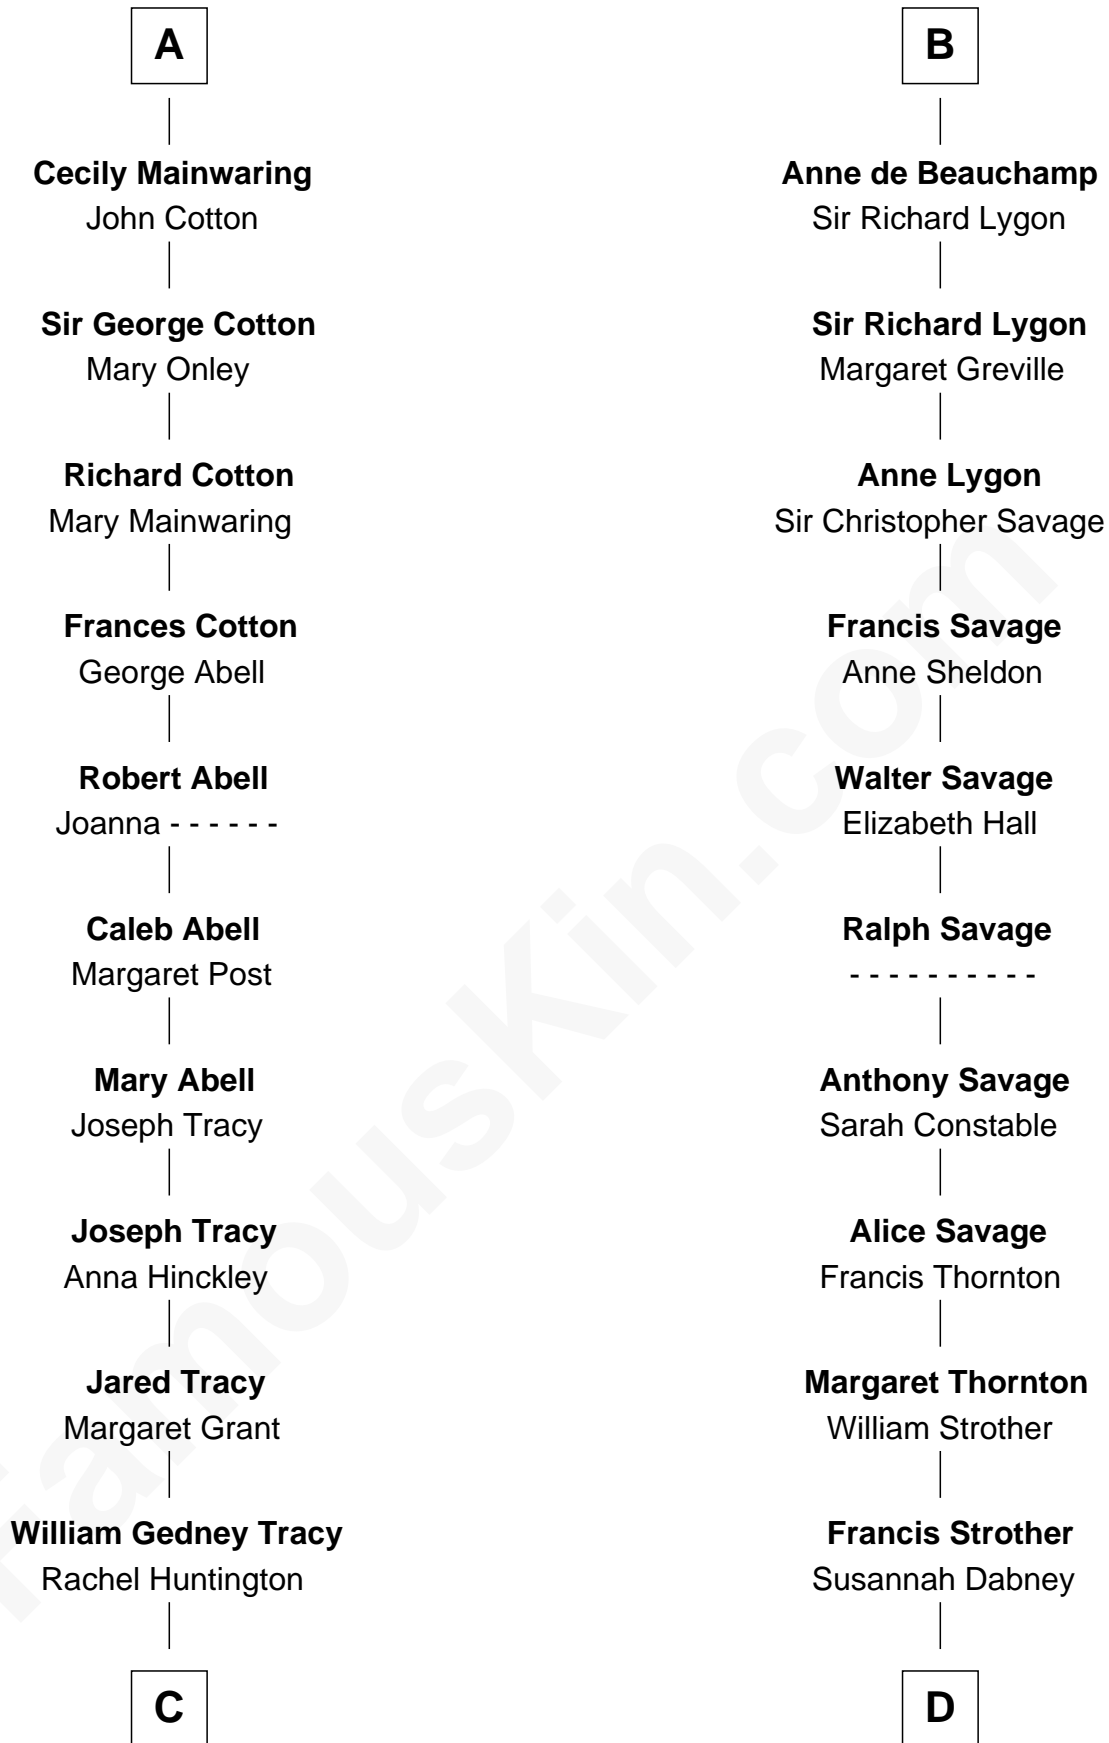 A
Cecily Mainwaring
John Cotton
Sir George Cotton
Mary Onley
Richard Cotton
Mary Mainwaring
Frances Cotton
George Abell
Robert Abell
Joanna - - - - - -
Caleb Abell
Margaret Post
Mary Abell
Joseph Tracy
Joseph Tracy
Anna Hinckley
Jared Tracy
Margaret Grant
William Gedney Tracy
Rachel Huntington
C
B
Anne de Beauchamp
Sir Richard Lygon
Sir Richard Lygon
Margaret Greville
Anne Lygon
Sir Christopher Savage
Francis Savage
Anne Sheldon
Walter Savage
Elizabeth Hall
Ralph Savage
- - - - - - - - - -
Anthony Savage
Sarah Constable
Alice Savage
Francis Thornton
Margaret Thornton
William Strother
Francis Strother
Susannah Dabney
D
FamousKin.com